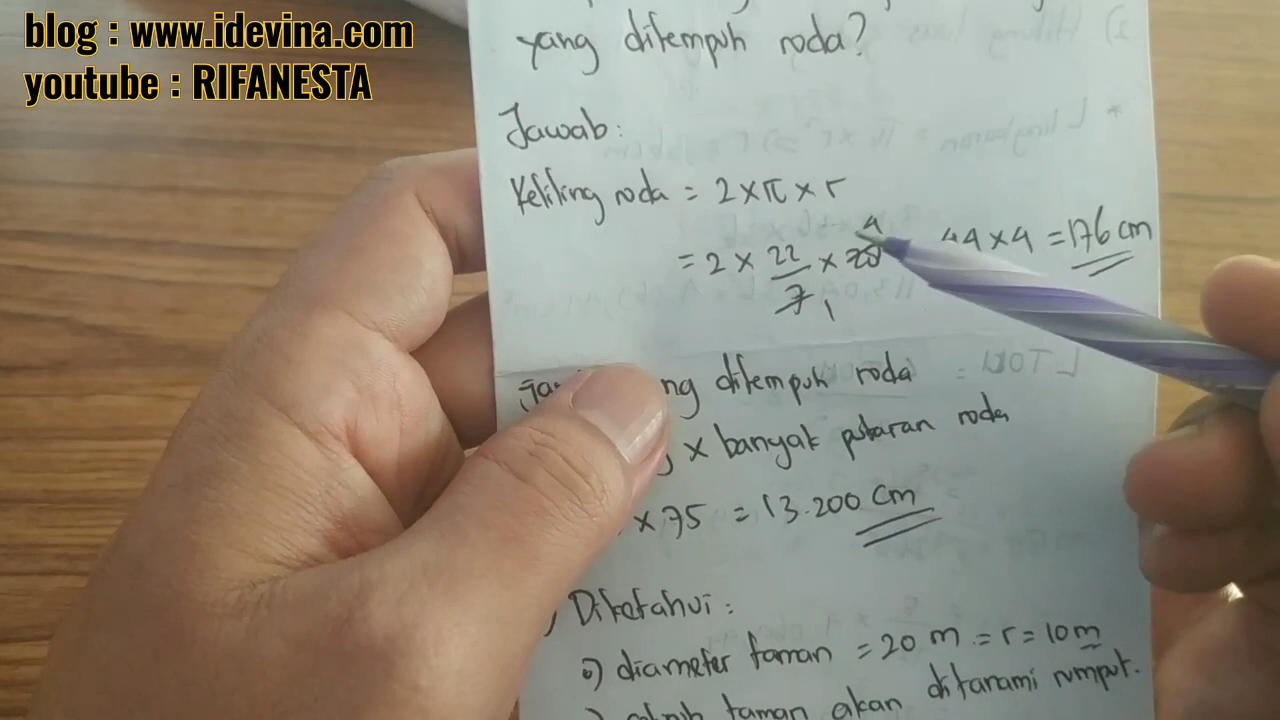 blog : www.idevina.com
youtube : RIFANESTA
yang ditempuh roda?
Jawab:
Keliling roda = 2 x π x r
= 2 x 22/7 1 x 28 4 44 x 4 = 176 cm
ditempuh roda
x banyak putaran roda
x 75 = 13.200 cm
Diketahui:
o) diameter taman = 20 m = r = 10 m
taman akan ditanami rumput.